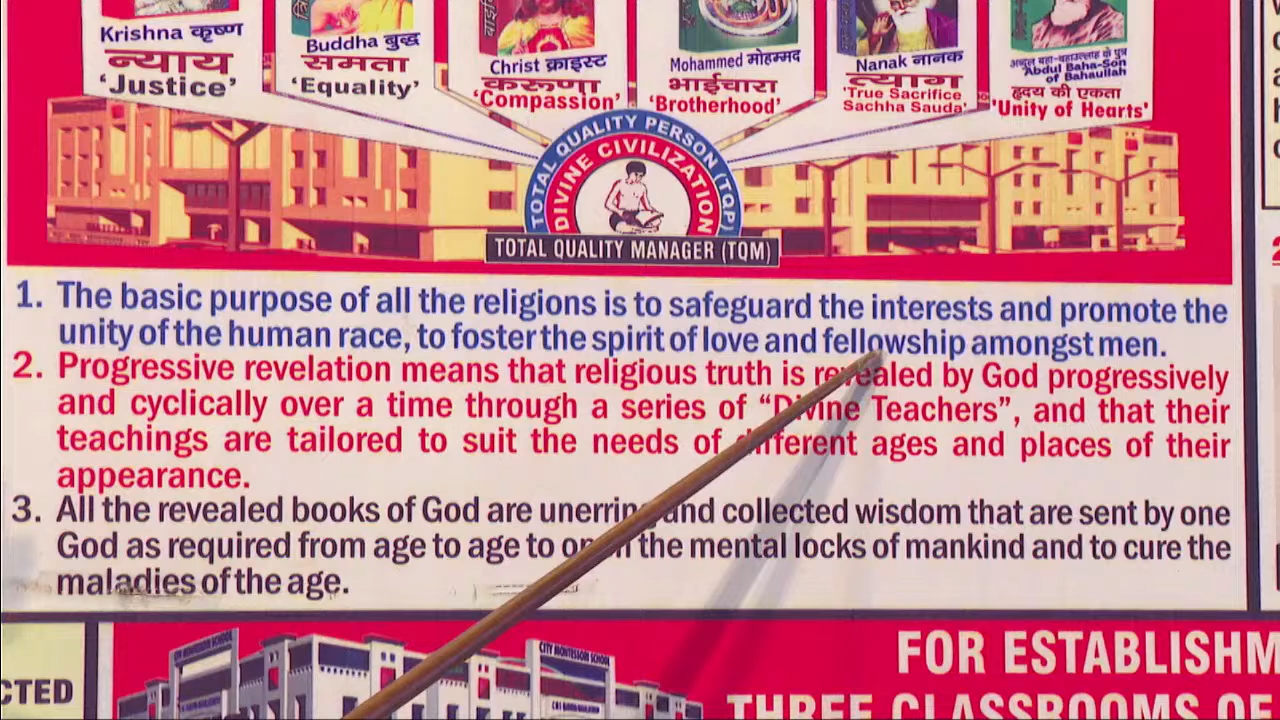 Krishna कृष्ण
न्याय
‘Justice’
Buddha बुद्ध
समता
‘Equality’
Christ क्राइस्ट
करूणा
‘Compassion’
Mohammed मोहम्मद
भाईचारा
‘Brotherhood’
Nanak नानक
त्याग
‘True Sacrifice
Sachha Sauda’
अब्दुल बहा-बहाउल्लाह के पुत्र
‘Abdul Baha-Son
of Bahaullah
हृदय की एकता
‘Unity of Hearts’
TOTAL QUALITY PERSON (TQP)
DIVINE CIVILIZATION
TOTAL QUALITY MANAGER (TQM)
1. The basic purpose of all the religions is to safeguard the interests and promote the
unity of the human race, to foster the spirit of love and fellowship amongst men.
2. Progressive revelation means that religious truth is revealed by God progressively
and cyclically over a time through a series of “Divine Teachers”, and that their
teachings are tailored to suit the needs of different ages and places of their
appearance.
3. All the revealed books of God are unerring and collected wisdom that are sent by one
God as required from age to age to open the mental locks of mankind and to cure the
maladies of the age.
CTED
CITY MONTESSORI SCHOOL
CITY MONTESSORI SCHOOL
FOR ESTABLISHM
THREE CLASSROOMS OF